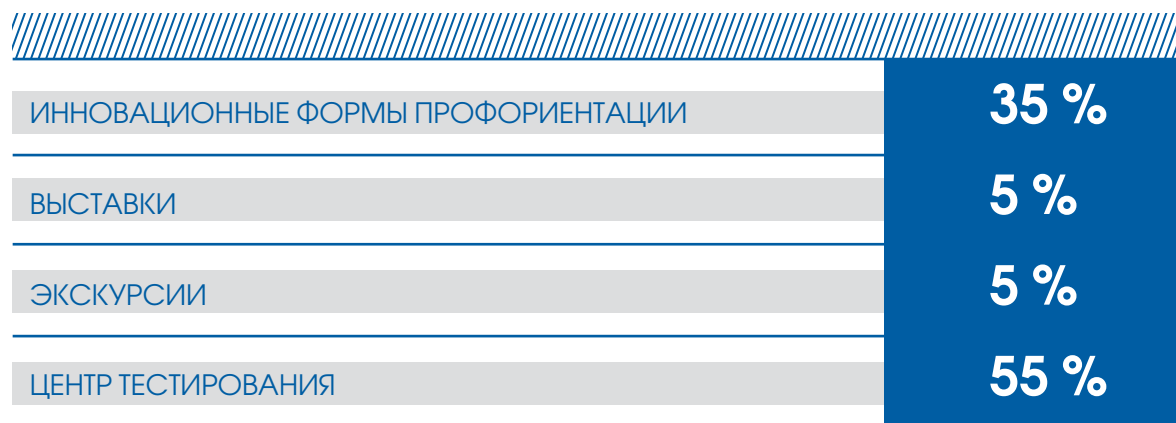 ИННОВАЦИОННЫЕ ФОРМЫ ПРОФОРИЕНТАЦИИ 35 %
ВЫСТАВКИ 5 %
ЭКСКУРСИИ 5 %
ЦЕНТР ТЕСТИРОВАНИЯ 55 %